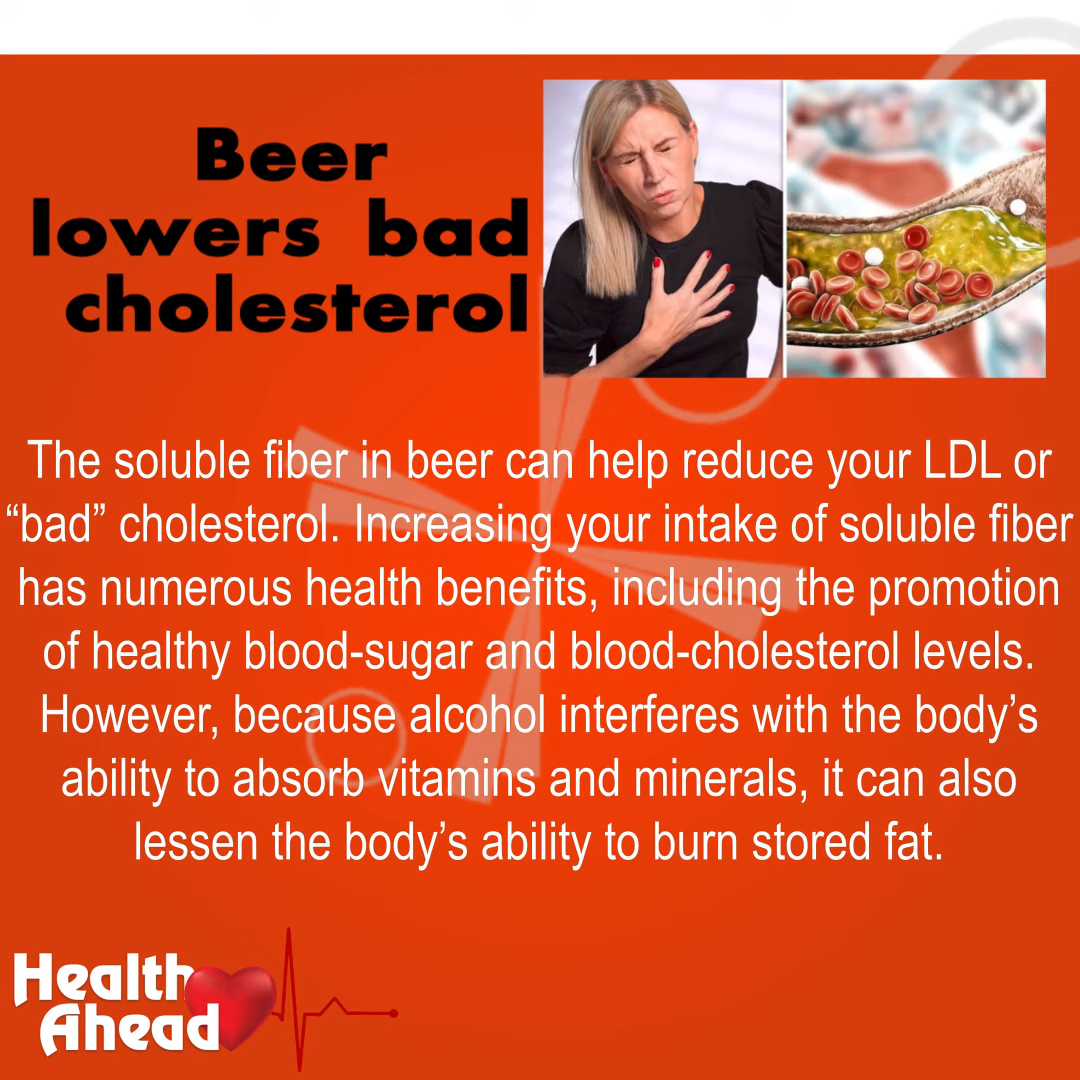 Beer
lowers bad
cholesterol
The soluble fiber in beer can help reduce your LDL or
“bad” cholesterol. Increasing your intake of soluble fiber
has numerous health benefits, including the promotion
of healthy blood-sugar and blood-cholesterol levels.
However, because alcohol interferes with the body’s
ability to absorb vitamins and minerals, it can also
lessen the body’s ability to burn stored fat.
Health
Ahead